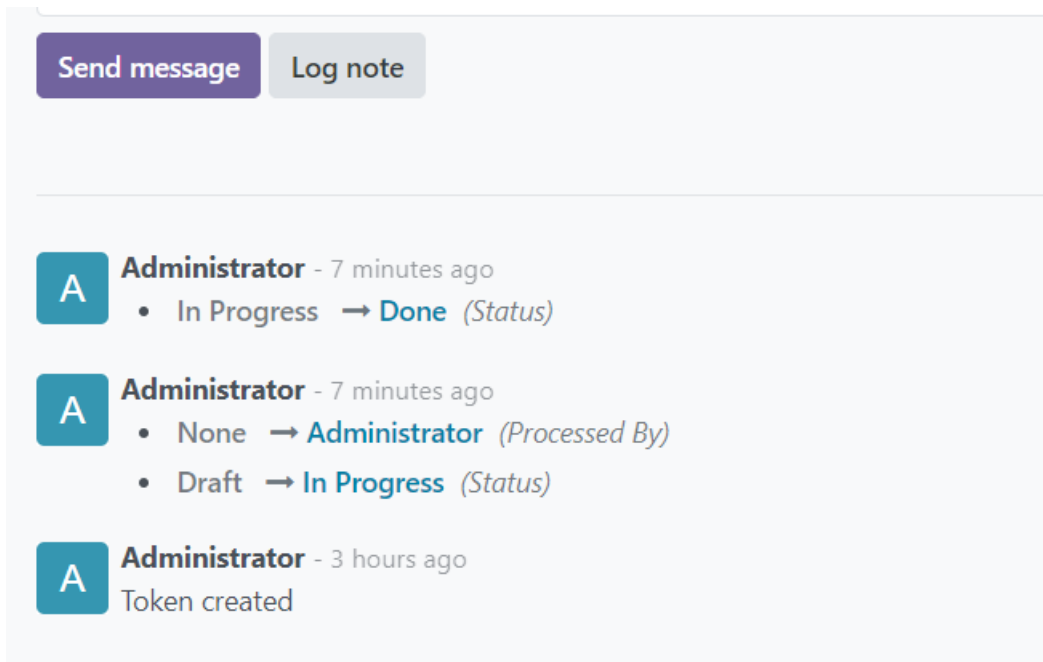 Send message Log note
A Administrator - 7 minutes ago
• In Progress → Done (Status)
A Administrator - 7 minutes ago
• None → Administrator (Processed By)
• Draft → In Progress (Status)
A Administrator - 3 hours ago
Token created